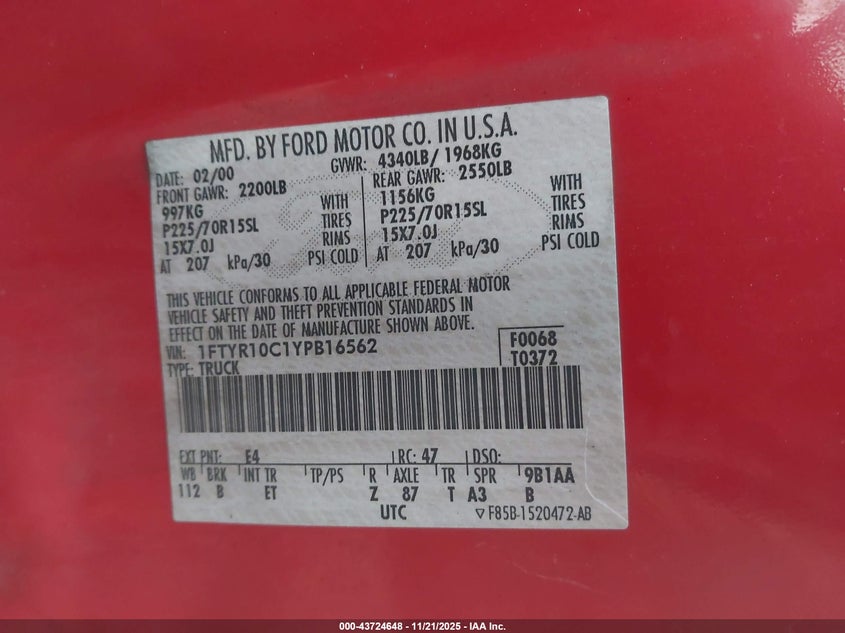 MFD. BY FORD MOTOR CO. IN U.S.A.
DATE: 02/00 GVWR: 4340LB/ 1968KG
FRONT GAWR: 2200LB REAR GAWR: 2550LB
997KG WITH 1156KG WITH
P225/70R15SL TIRES P225/70R15SL TIRES
15X7.0J RIMS 15X7.0J RIMS
AT 207 kPa/30 PSI COLD AT 207 kPa/30 PSI COLD
THIS VEHICLE CONFORMS TO ALL APPLICABLE FEDERAL MOTOR
VEHICLE SAFETY AND THEFT PREVENTION STANDARDS IN
EFFECT ON THE DATE OF MANUFACTURE SHOWN ABOVE.
VIN: 1FTYR10C1YPB16562 F0068
TYPE: TRUCK T0372
EXT PNT: E4 RC: 47 DSO:
WB BRK INT TR TP/PS R AXLE TR SPR 9B1AA
112 B ET Z 87 T A3 B
UTC ▽ F85B-1520472-AB
000-43724648 - 11/21/2025 - IAA Inc.